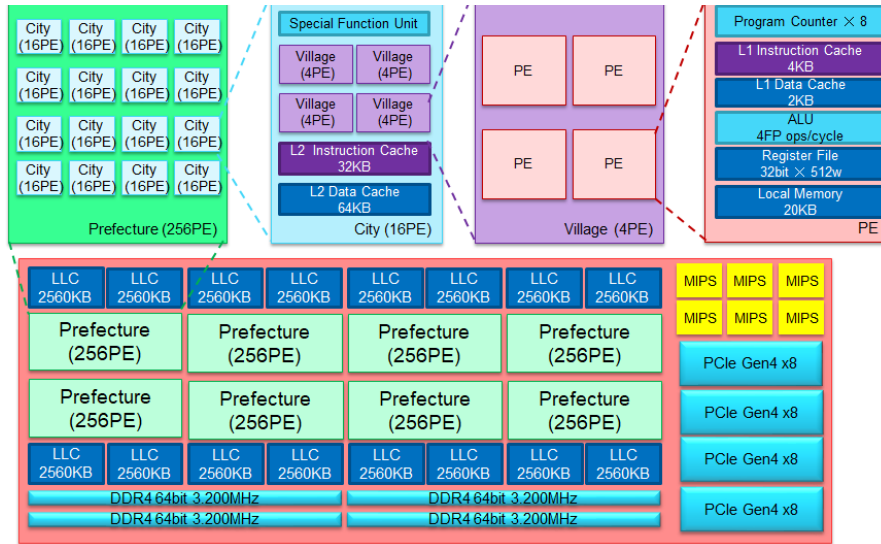 City City City City
(16PE) (16PE) (16PE) (16PE)
City City City City
(16PE) (16PE) (16PE) (16PE)
City City City City
(16PE) (16PE) (16PE) (16PE)
City City City City
(16PE) (16PE) (16PE) (16PE)
Prefecture (256PE)
Special Function Unit
Village Village
(4PE) (4PE)
Village Village
(4PE) (4PE)
L2 Instruction Cache
32KB
L2 Data Cache
64KB
City (16PE)
PE PE
PE PE
Village (4PE)
Program Counter × 8
L1 Instruction Cache
4KB
L1 Data Cache
2KB
ALU
4FP ops/cycle
Register File
32bit × 512w
Local Memory
20KB
PE
LLC LLC LLC LLC LLC LLC LLC LLC
2560KB 2560KB 2560KB 2560KB 2560KB 2560KB 2560KB 2560KB
Prefecture Prefecture Prefecture Prefecture
(256PE) (256PE) (256PE) (256PE)
Prefecture Prefecture Prefecture Prefecture
(256PE) (256PE) (256PE) (256PE)
LLC LLC LLC LLC LLC LLC LLC LLC
2560KB 2560KB 2560KB 2560KB 2560KB 2560KB 2560KB 2560KB
DDR4 64bit 3.200MHz DDR4 64bit 3.200MHz
DDR4 64bit 3.200MHz DDR4 64bit 3.200MHz
MIPS MIPS MIPS
MIPS MIPS MIPS
PCIe Gen4 x8
PCIe Gen4 x8
PCIe Gen4 x8
PCIe Gen4 x8